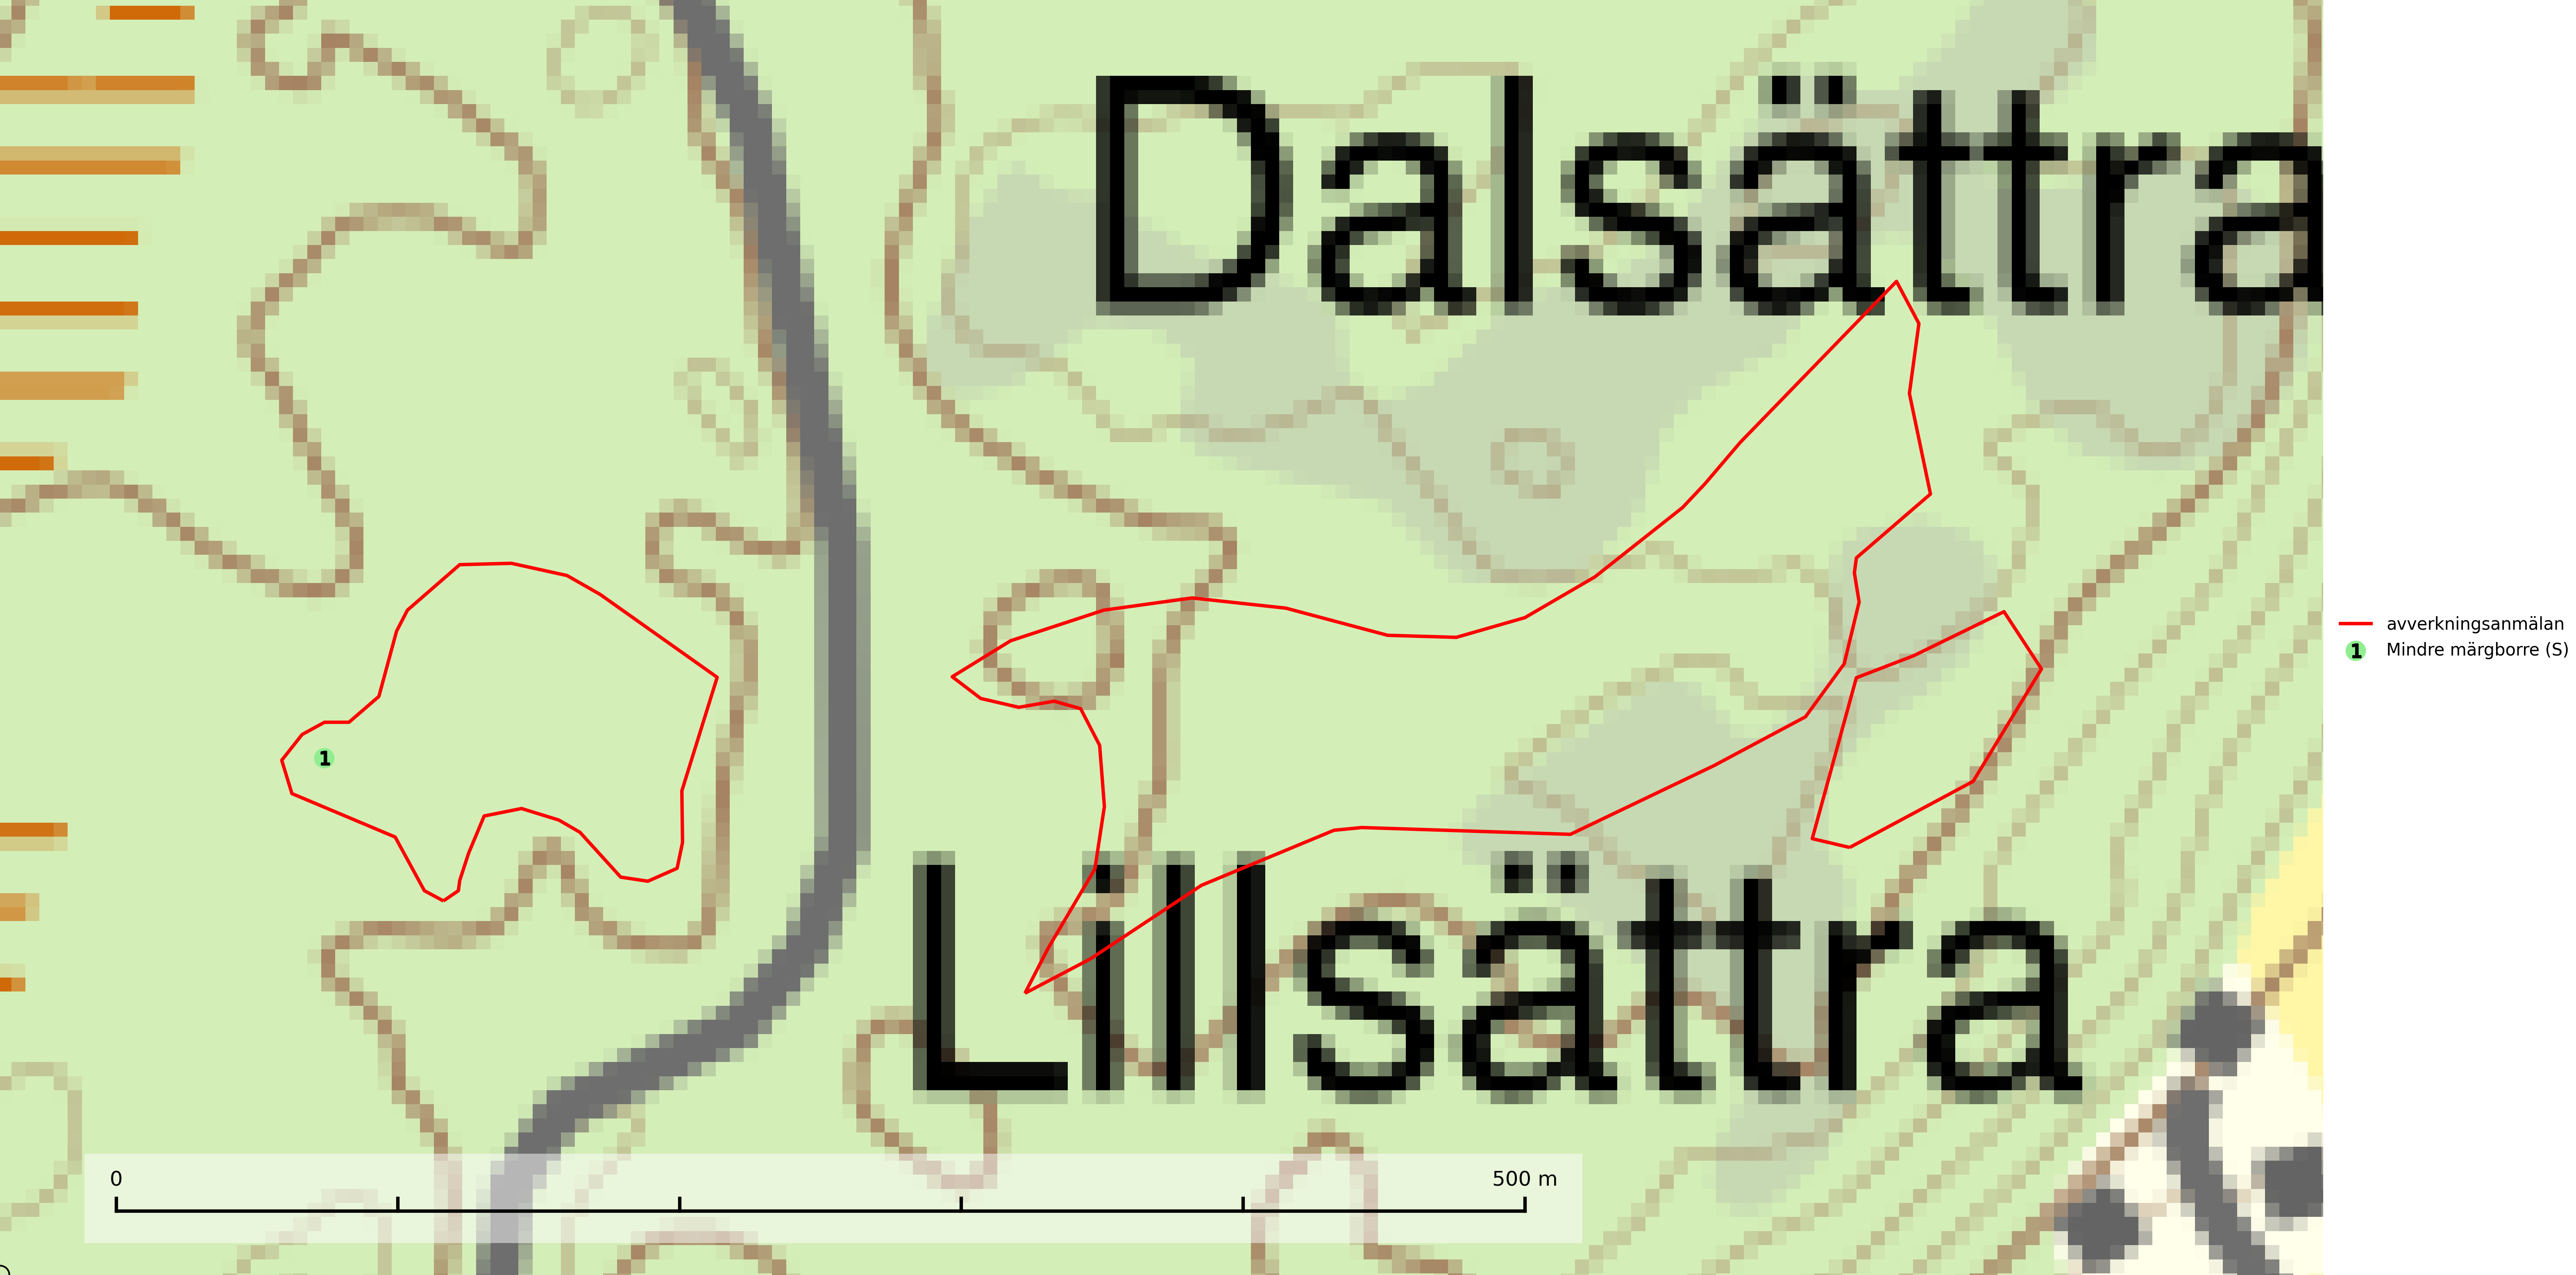 Dalsättra
1
avverkningsanmälan
1 Mindre märgborre (S)
Lillsättra
0 500 m